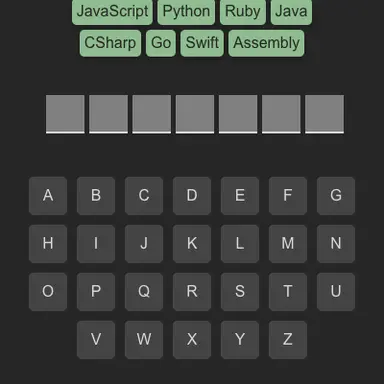 JavaScript Python Ruby Java
CSharp Go Swift Assembly
A B C D E F G
H I J K L M N
O P Q R S T U
V W X Y Z